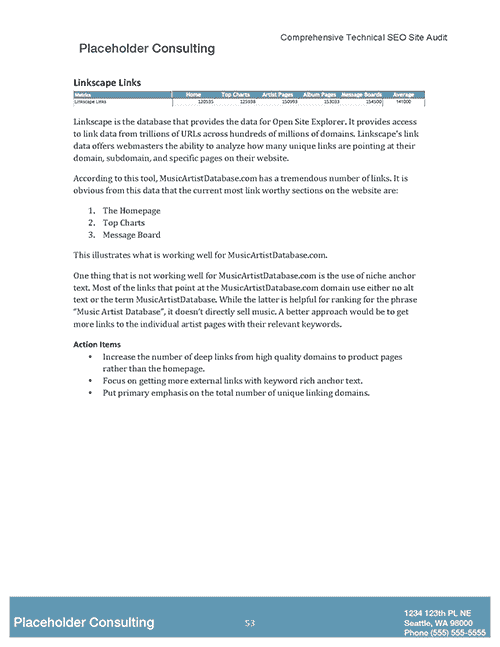 Comprehensive Technical SEO Site Audit
Placeholder Consulting
Linkscape Links
Metrics Home Top Charts Artist Pages Album Pages Message Boards Average
Linkscape Links 150993 154500 141000
Linkscape is the database that provides the data for Open Site Explorer. It provides access
to link data from trillions of URLs across hundreds of millions of domains. Linkscape's link
data offers webmasters the ability to analyze how many unique links are pointing at their
domain, subdomain, and specific pages on their website.
According to this tool, MusicArtistDatabase.com has a tremendous number of links. It is
obvious from this data that the current most link worthy sections on the website are:
1. The Homepage
2. Top Charts
3. Message Board
This illustrates what is working well for MusicArtistDatabase.com.
One thing that is not working well for MusicArtistDatabase.com is the use of niche anchor
text. Most of the links that point at the MusicArtistDatabase.com domain use either no alt
text or the term MusicArtistDatabase. While the latter is helpful for ranking for the phrase
"Music Artist Database", it doesn't directly sell music. A better approach would be to get
more links to the individual artist pages with their relevant keywords.
Action Items
• Increase the number of deep links from high quality domains to product pages
rather than the homepage.
• Focus on getting more external links with keyword rich anchor text.
• Put primary emphasis on the total number of unique linking domains.
Placeholder Consulting
53
1234 123th PL NE
Seattle, WA 98000
Phone (555) 555-5555